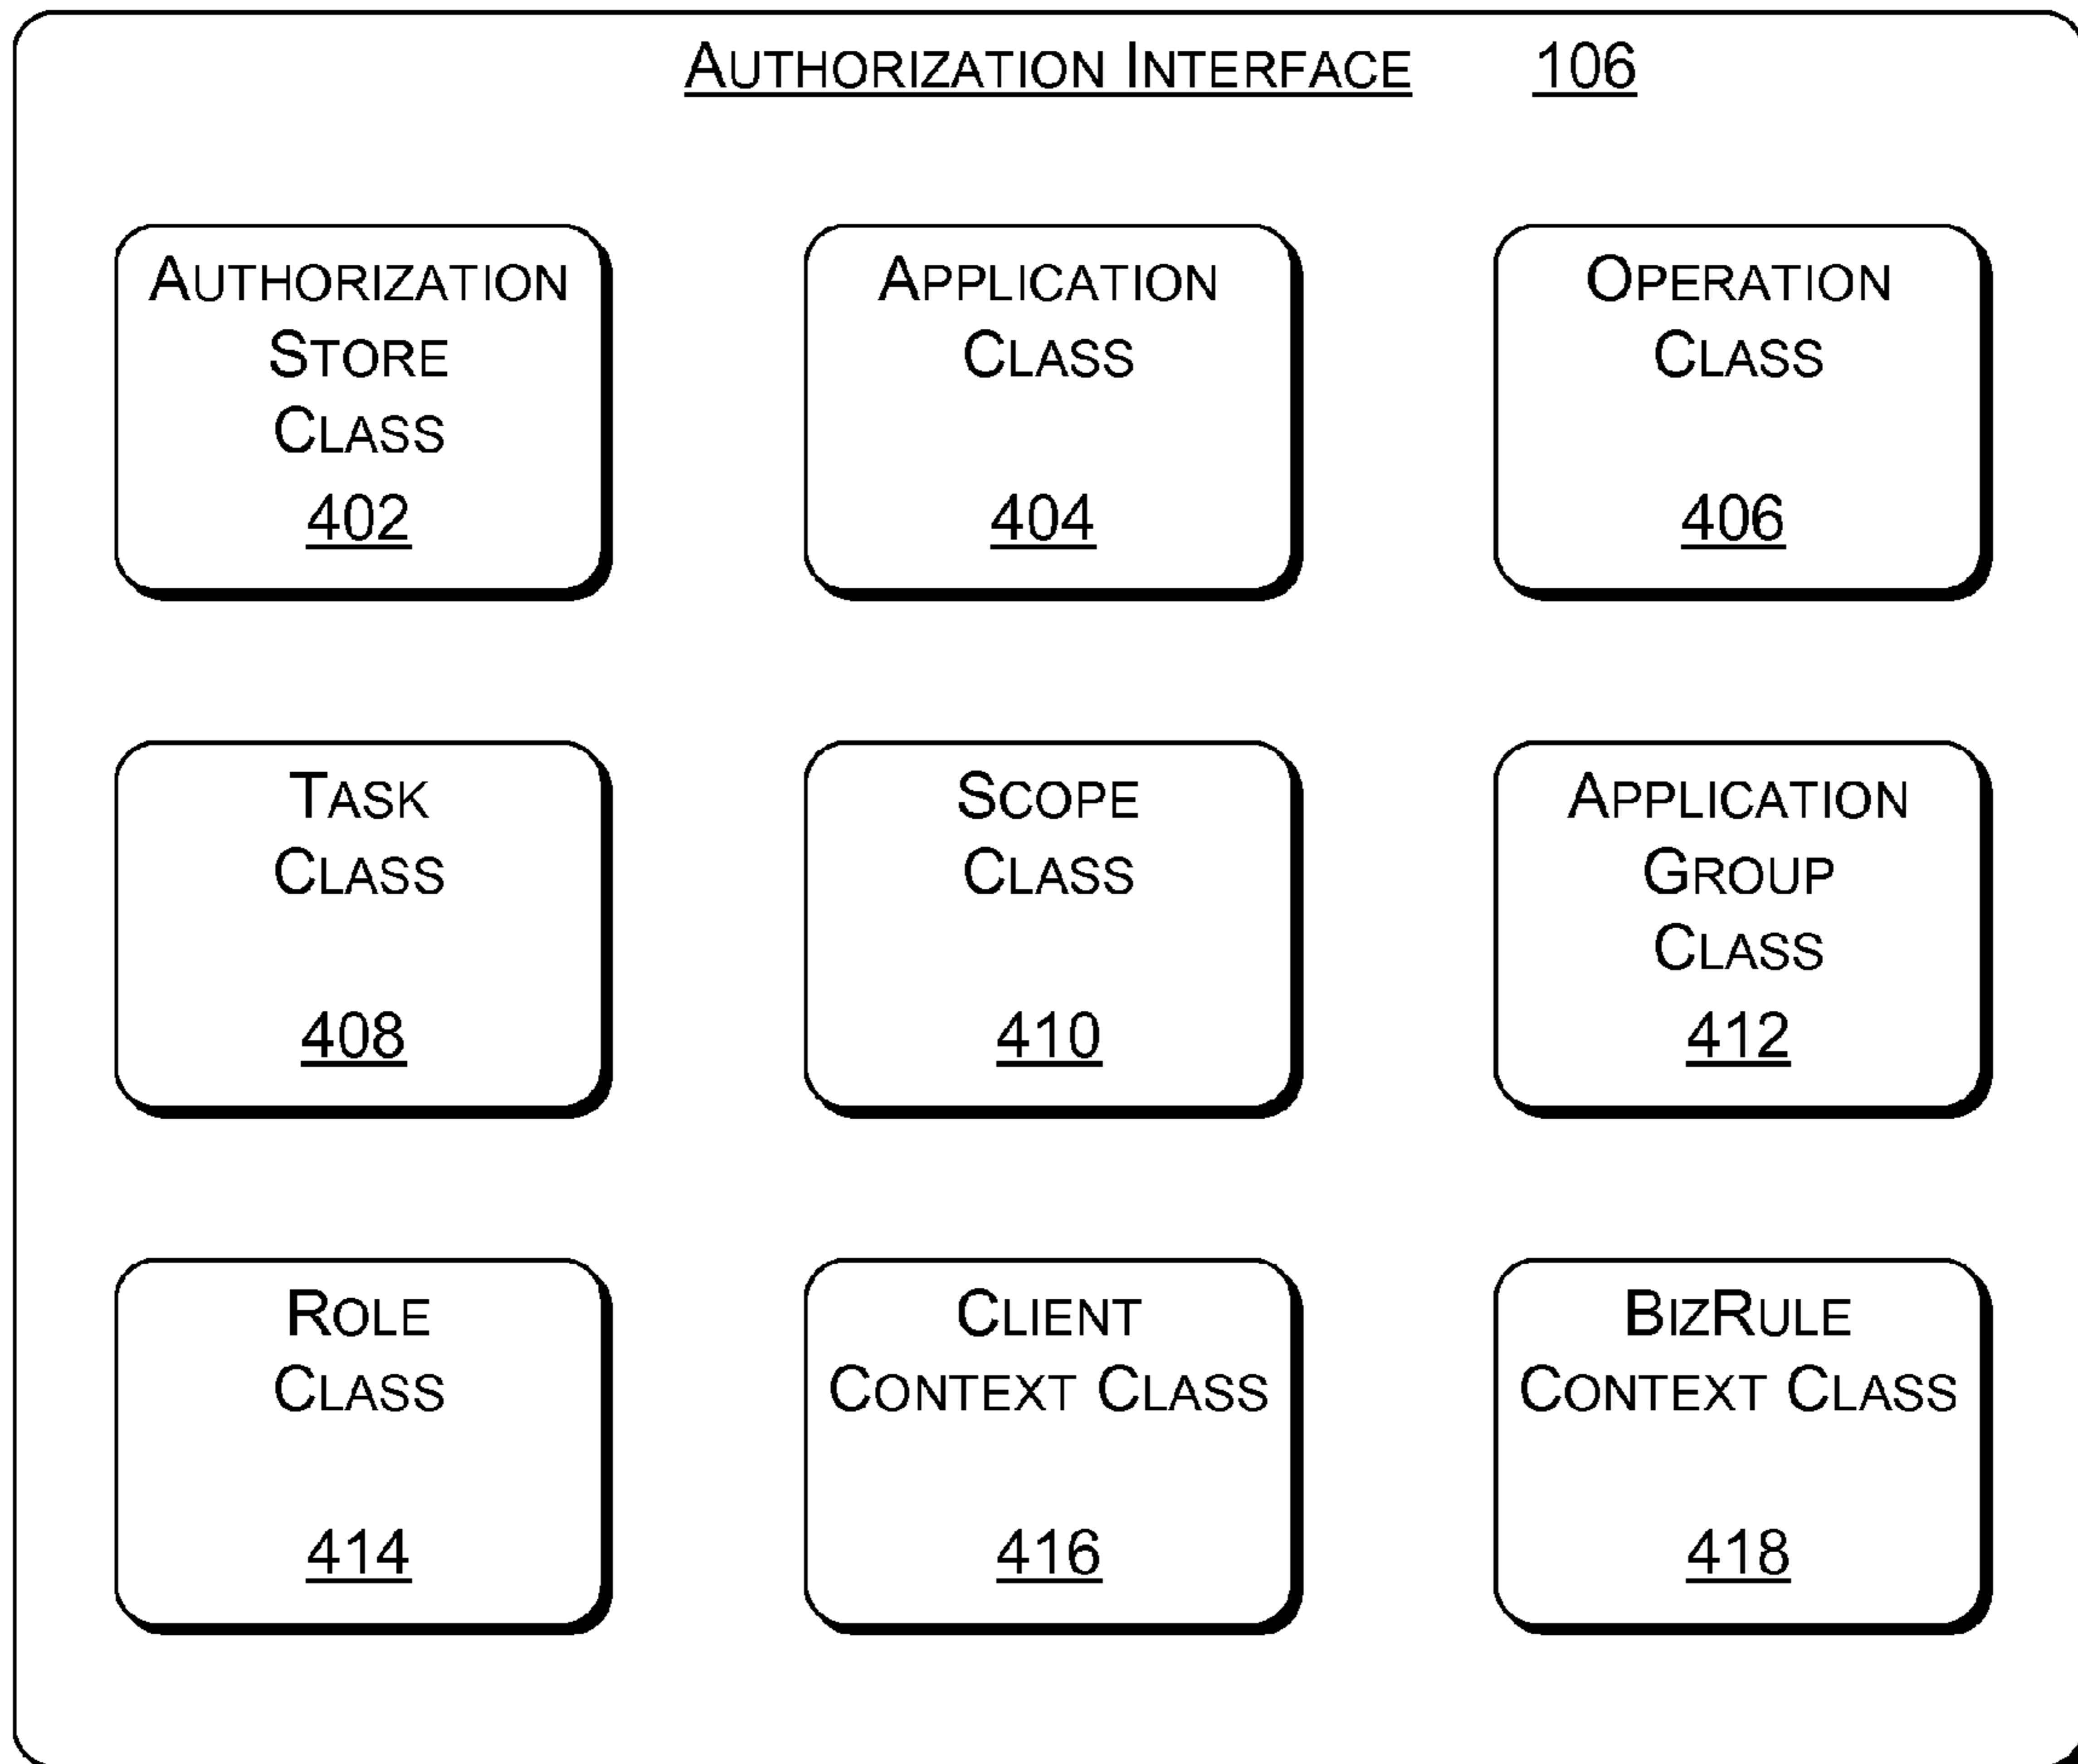 AUTHORIZATION INTERFACE 106
AUTHORIZATION
STORE
CLASS
402
APPLICATION
CLASS
404
OPERATION
CLASS
406
TASK
CLASS
408
SCOPE
CLASS
410
APPLICATION
GROUP
CLASS
412
ROLE
CLASS
414
CLIENT
CONTEXT CLASS
416
BIZRULE
CONTEXT CLASS
418